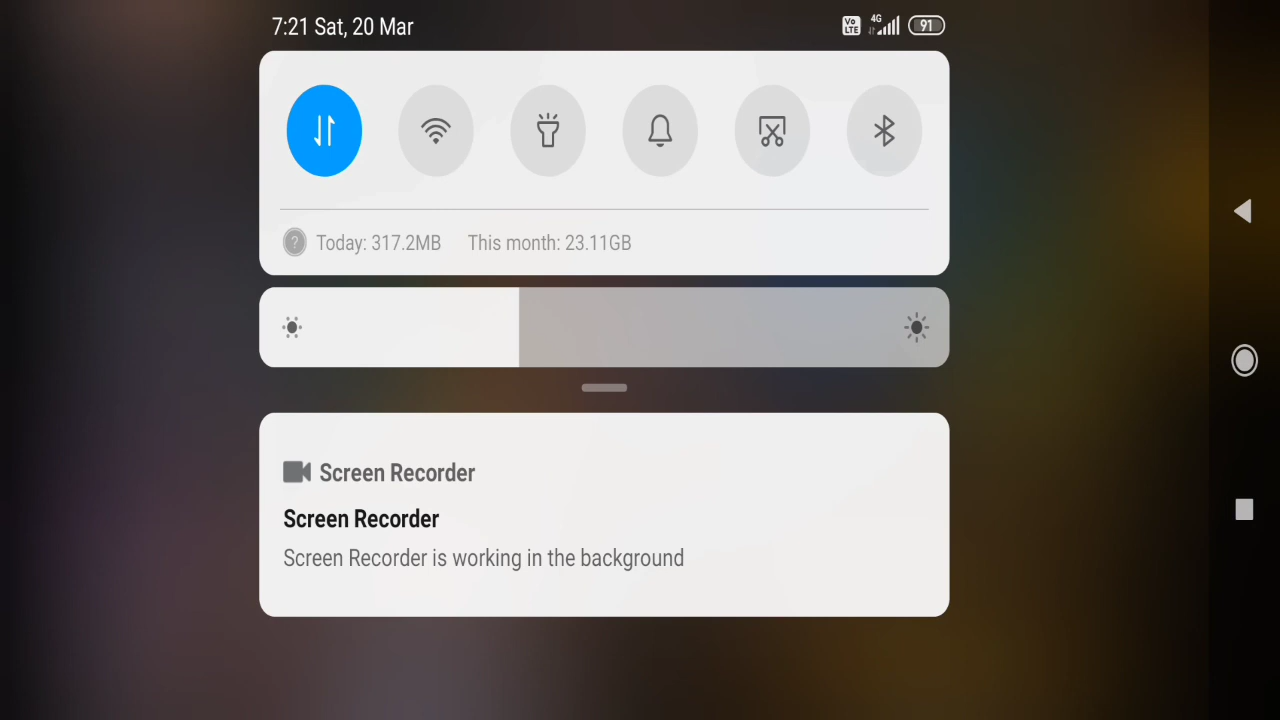 7:21 Sat, 20 Mar
Vo LTE 4G 91
Today: 317.2MB This month: 23.11GB
Screen Recorder
Screen Recorder
Screen Recorder is working in the background